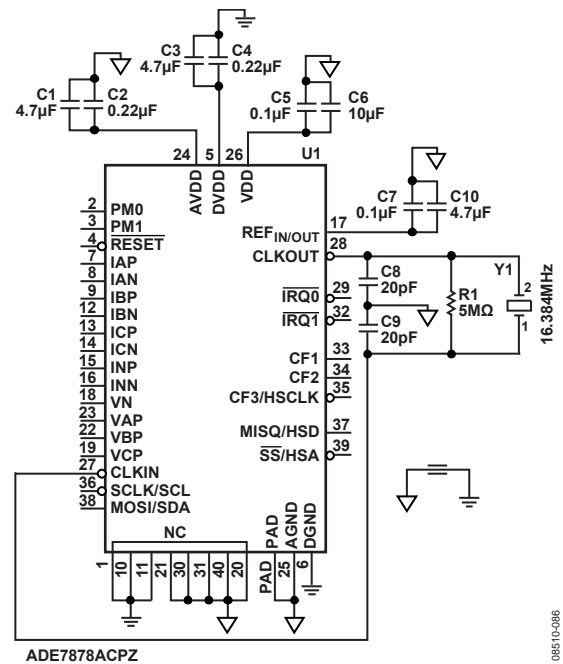 C3
4.7µF
C4
0.22µF
C1
4.7µF
C2
0.22µF
C5
0.1µF
C6
10µF
24
5
26
U1
AVDD
DVDD
VDD
C7
0.1µF
C10
4.7µF
2
PM0
3
PM1
4
RESET
7
IAP
8
IAN
9
IBP
12
IBN
13
ICP
14
ICN
15
INP
16
INN
18
VN
23
VAP
22
VBP
19
VCP
27
CLKIN
36
SCLK/SCL
38
MOSI/SDA
REFIN/OUT
17
CLKOUT
28
IRQ0
29
IRQ1
32
CF1
33
CF2
34
CF3/HSCLK
35
MISQ/HSD
37
SS/HSA
39
C8
20pF
C9
20pF
R1
5MΩ
Y1
2
1
16.384MHz
NC
PAD
AGND
DGND
1
10
11
21
30
31
40
20
PAD
25
6
ADE7878ACPZ
08510-086